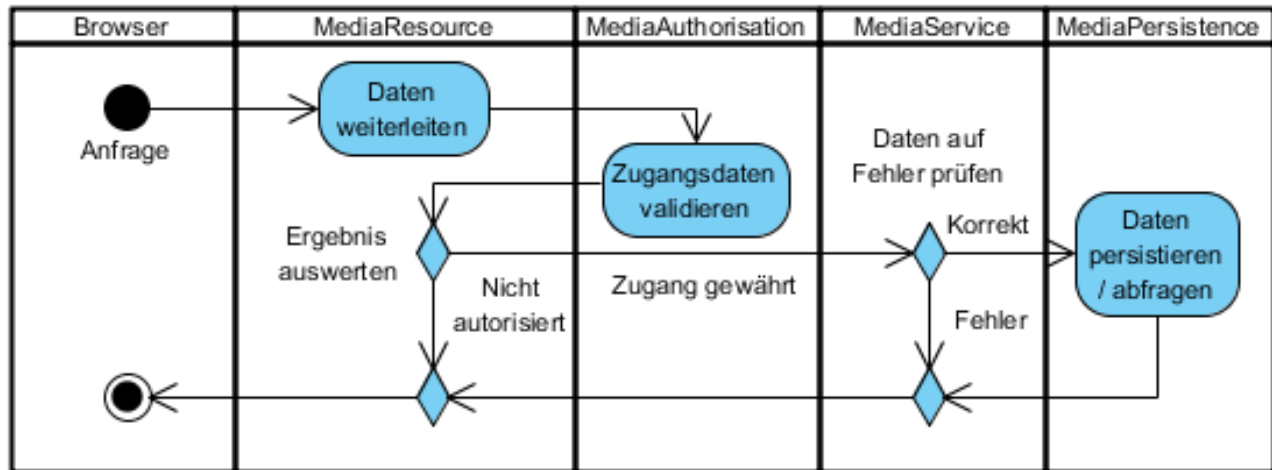 Browser
MediaResource
MediaAuthorisation
MediaService
MediaPersistence
Anfrage
Daten
weiterleiten
Zugangsdaten
validieren
Ergebnis
auswerten
Nicht
autorisiert
Zugang gewährt
Daten auf
Fehler prüfen
Korrekt
Fehler
Daten
persistieren
/ abfragen